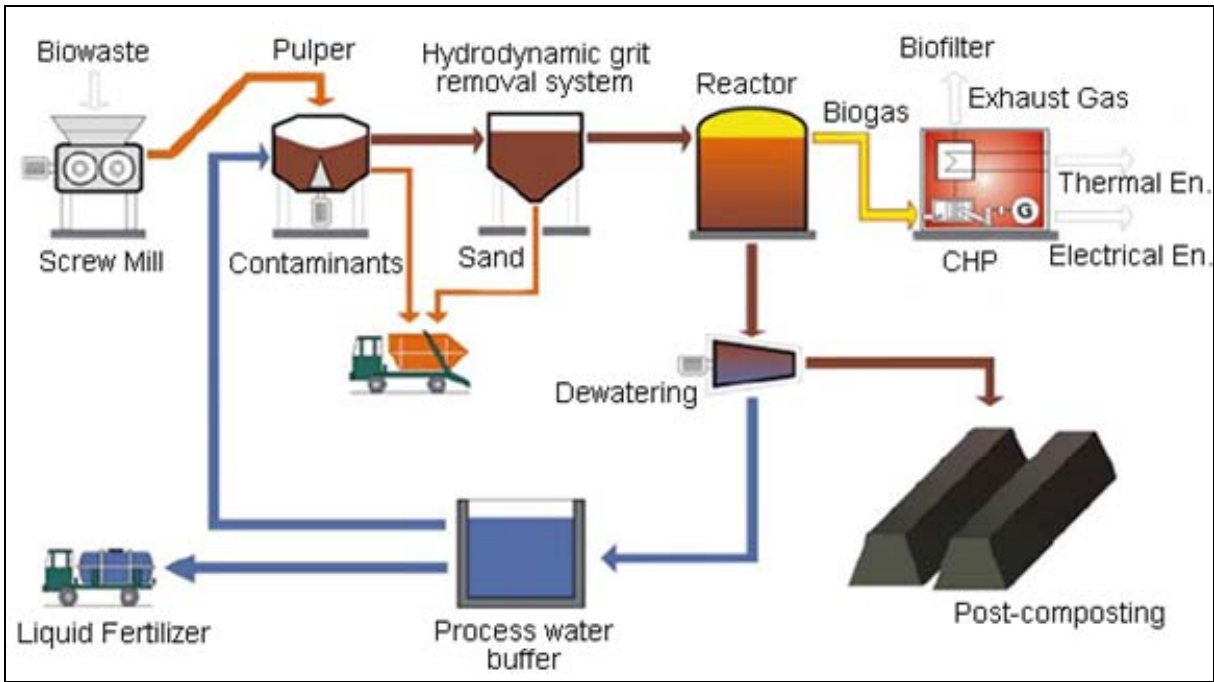 Biowaste
Pulper
Hydrodynamic grit
removal system
Reactor
Biogas
Biofilter
Exhaust Gas
Thermal En.
Electrical En.
G
CHP
Screw Mill
Contaminants
Sand
Dewatering
Post-composting
Liquid Fertilizer
Process water
buffer